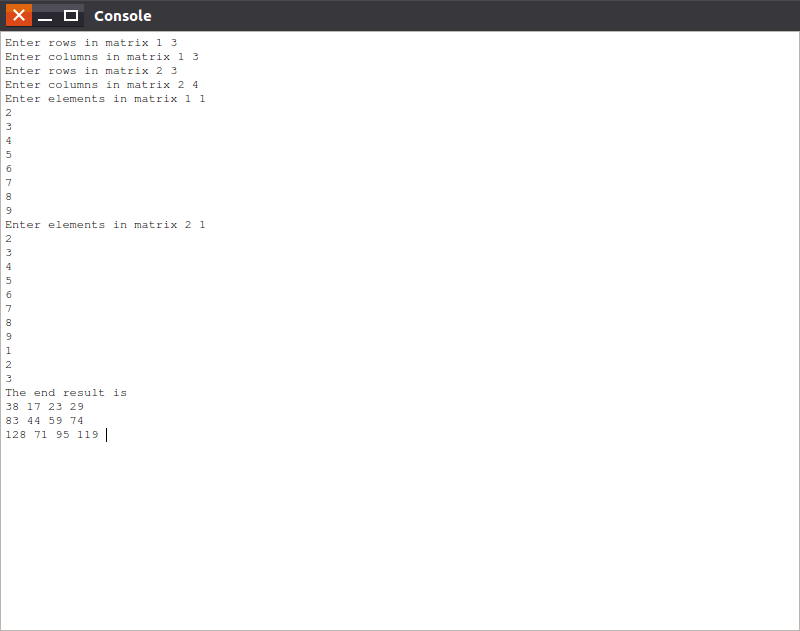 Console
Enter rows in matrix 1 3
Enter columns in matrix 1 3
Enter rows in matrix 2 3
Enter columns in matrix 2 4
Enter elements in matrix 1 1
2
3
4
5
6
7
8
9
Enter elements in matrix 2 1
2
3
4
5
6
7
8
9
1
2
3
The end result is
38 17 23 29
83 44 59 74
128 71 95 119